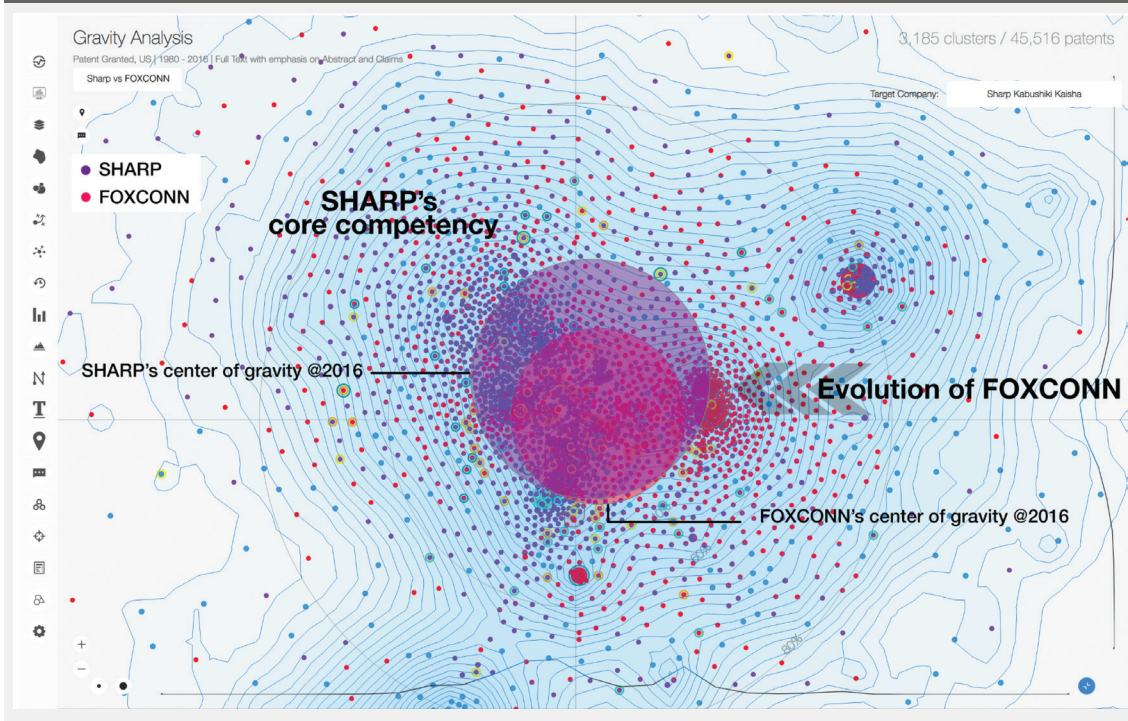 Gravity Analysis
Patent Granted, US | 1980 - 2016 | Full Text with emphasis on Abstract and Claims
Sharp vs FOXCONN
3,185 clusters / 45,516 patents
Target Company: Sharp Kabushiki Kaisha
SHARP
FOXCONN
SHARP's
core competency
SHARP's center of gravity @2016
Evolution of FOXCONN
FOXCONN's center of gravity @2016
60%
80%